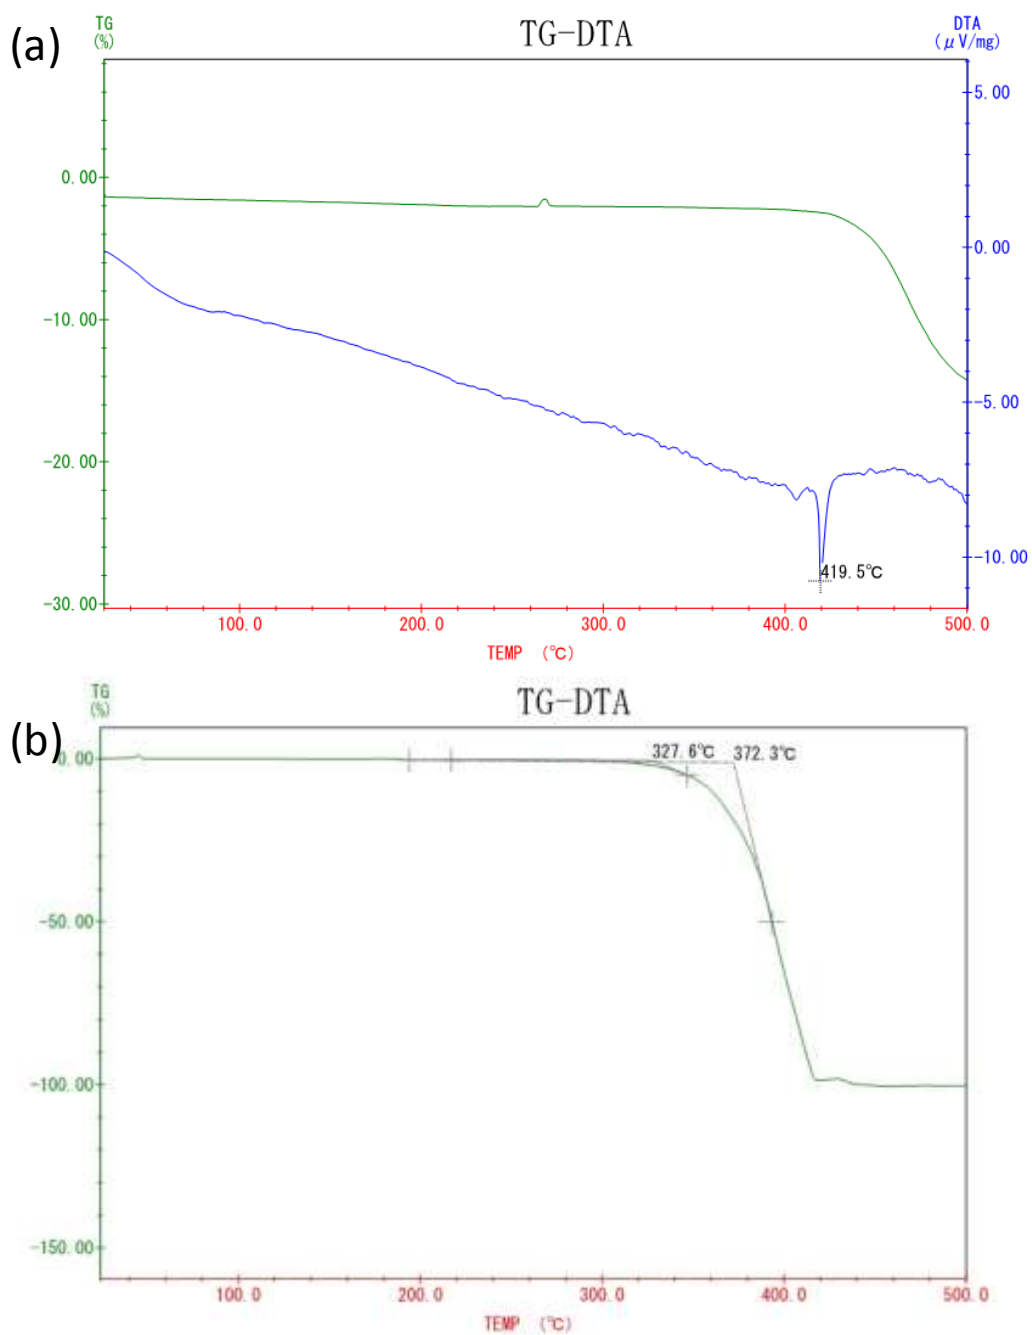 (a)
TG
(%)
TG-DTA
DTA
(μV/mg)
5.00
0.00
0.00
-10.00
-5.00
-20.00
-10.00
419.5℃
-30.00
100.0 200.0 300.0 400.0 500.0
TEMP (℃)
(b)
TG
(%)
TG-DTA
0.00
327.6℃ 372.3℃
-50.00
-100.00
-150.00
100.0 200.0 300.0 400.0 500.0
TEMP (℃)